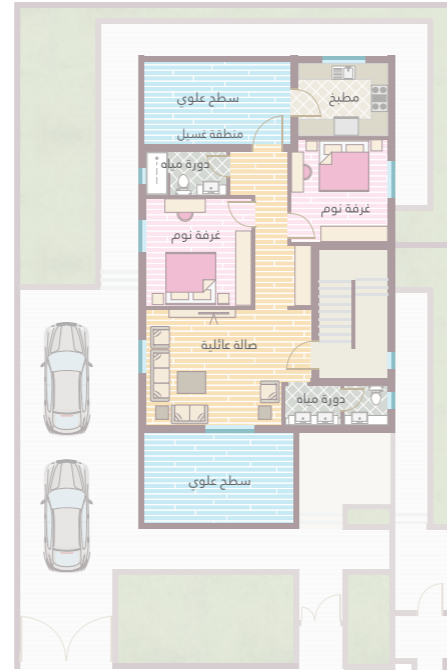 سطح علوي
مطبخ
منطقة غسيل
دورة مياه
غرفة نوم
غرفة نوم
صالة عائلية
دورة مياه
سطح علوي